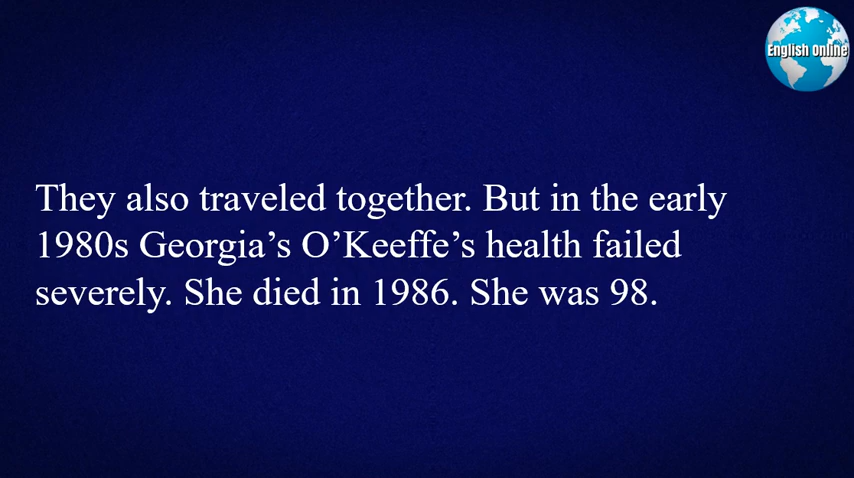 English Online
They also traveled together. But in the early
1980s Georgia’s O’Keeffe’s health failed
severely. She died in 1986. She was 98.